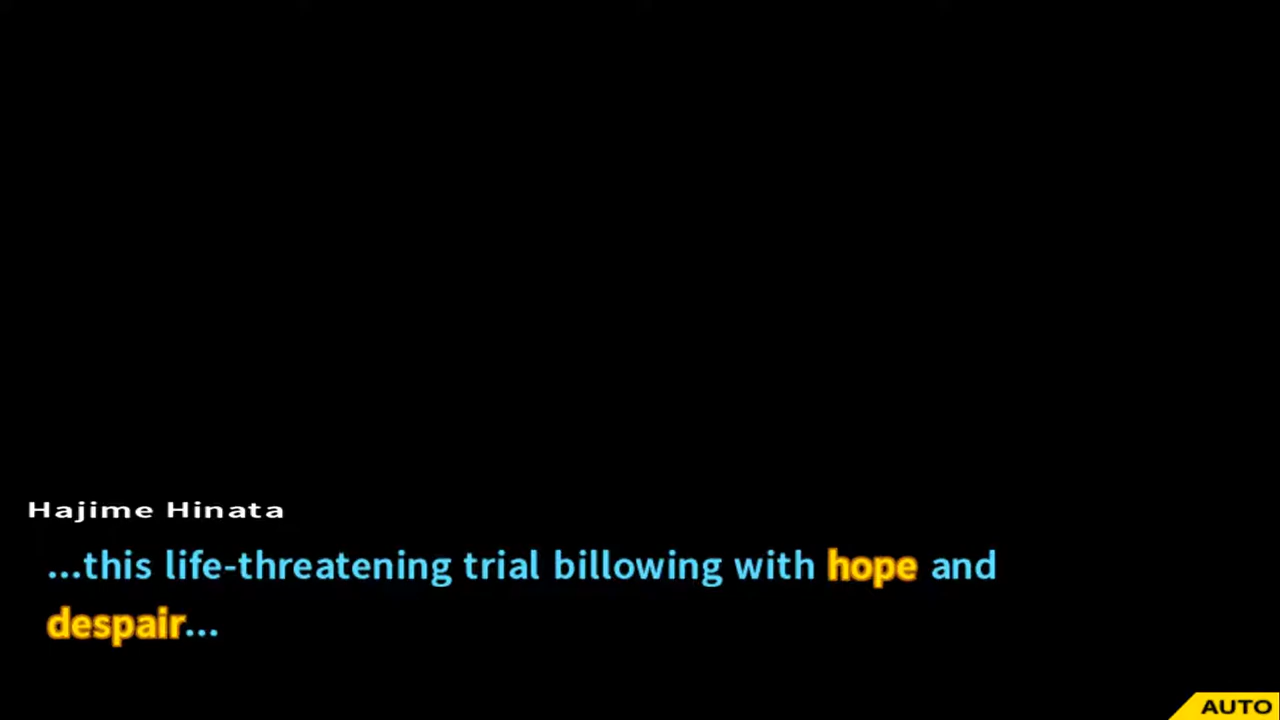 Hajime Hinata
...this life-threatening trial billowing with hope and
despair...
AUTO